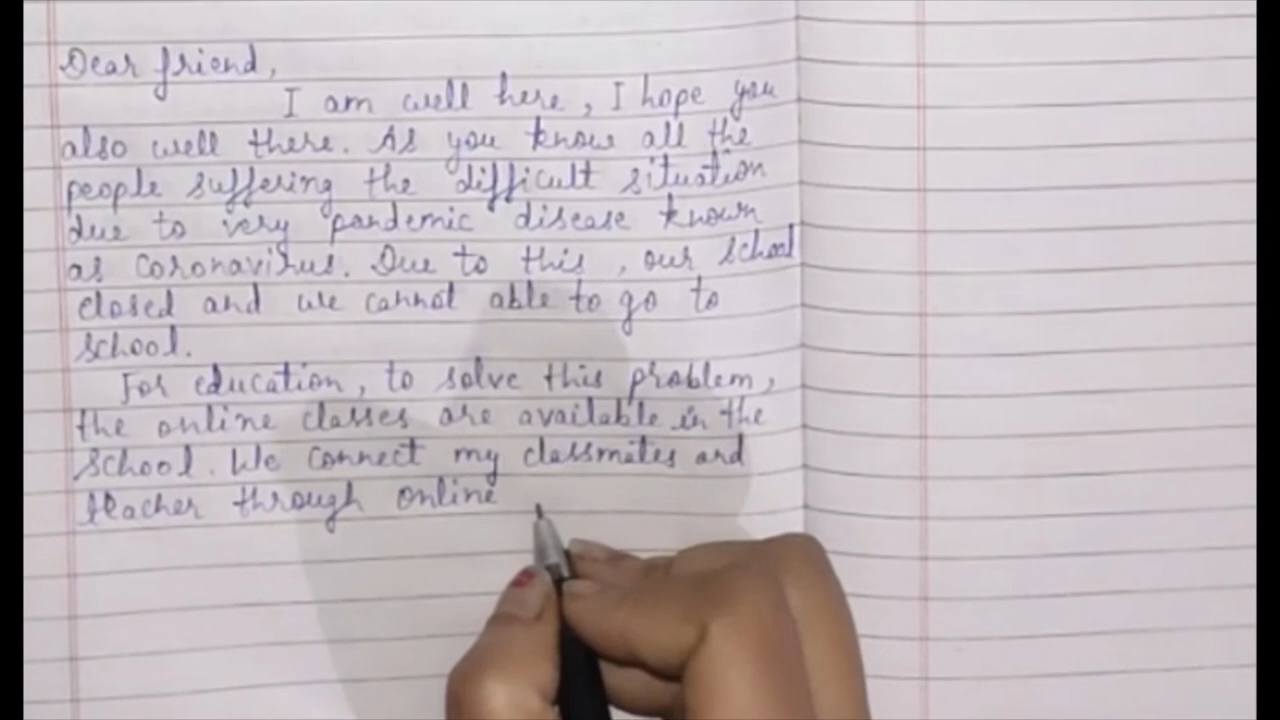 Dear friend,
I am well here, I hope you
also well there. As you know all the
people suffering the difficult situation
due to very pandemic disease known
as coronavirus. Due to this, our school
closed and we cannot able to go to
school.
For education, to solve this problem,
the online classes are available in the
school. We connect my classmates and
teacher through online